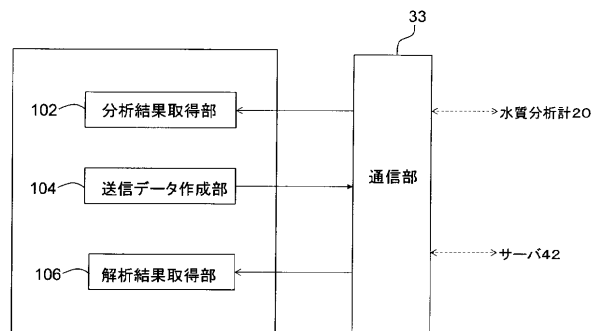 33
102
分析結果取得部
水質分析計20
104
送信データ作成部
通信部
サーバ42
106
解析結果取得部